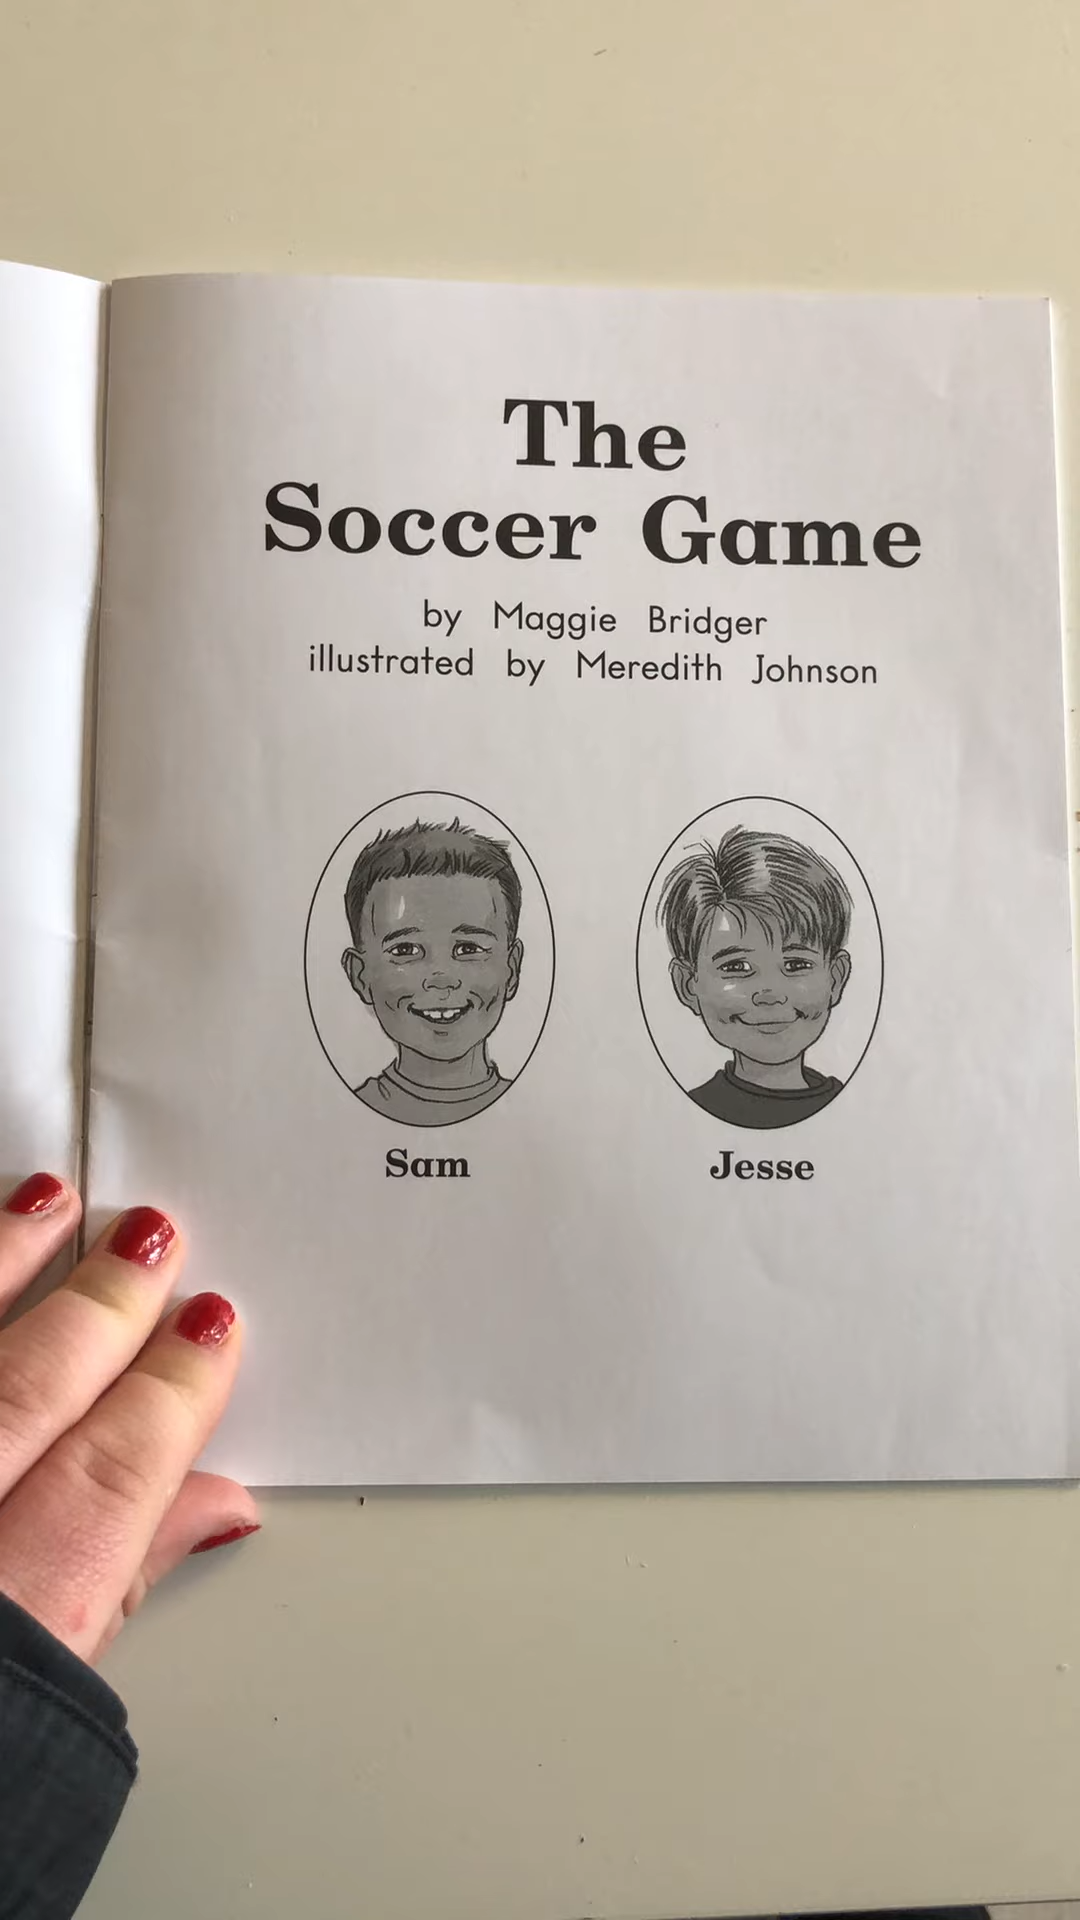 The
Soccer Game
by Maggie Bridger
illustrated by Meredith Johnson
Sam
Jesse